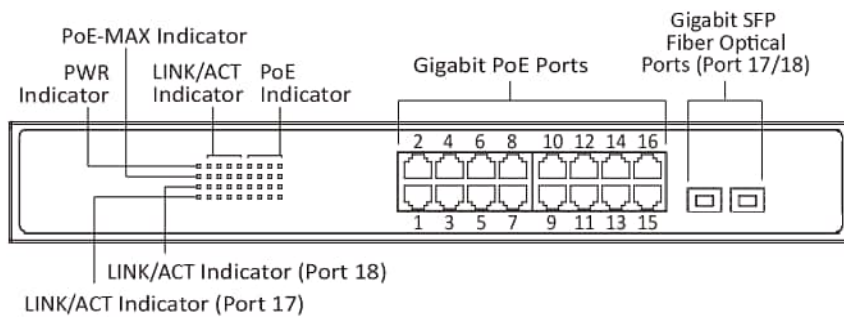 Gigabit SFP
Fiber Optical
Ports (Port 17/18)
PoE-MAX Indicator
PWR
Indicator
LINK/ACT
Indicator
PoE
Indicator
Gigabit PoE Ports
2 4 6 8 10 12 14 16
1 3 5 7 9 11 13 15
LINK/ACT Indicator (Port 18)
LINK/ACT Indicator (Port 17)